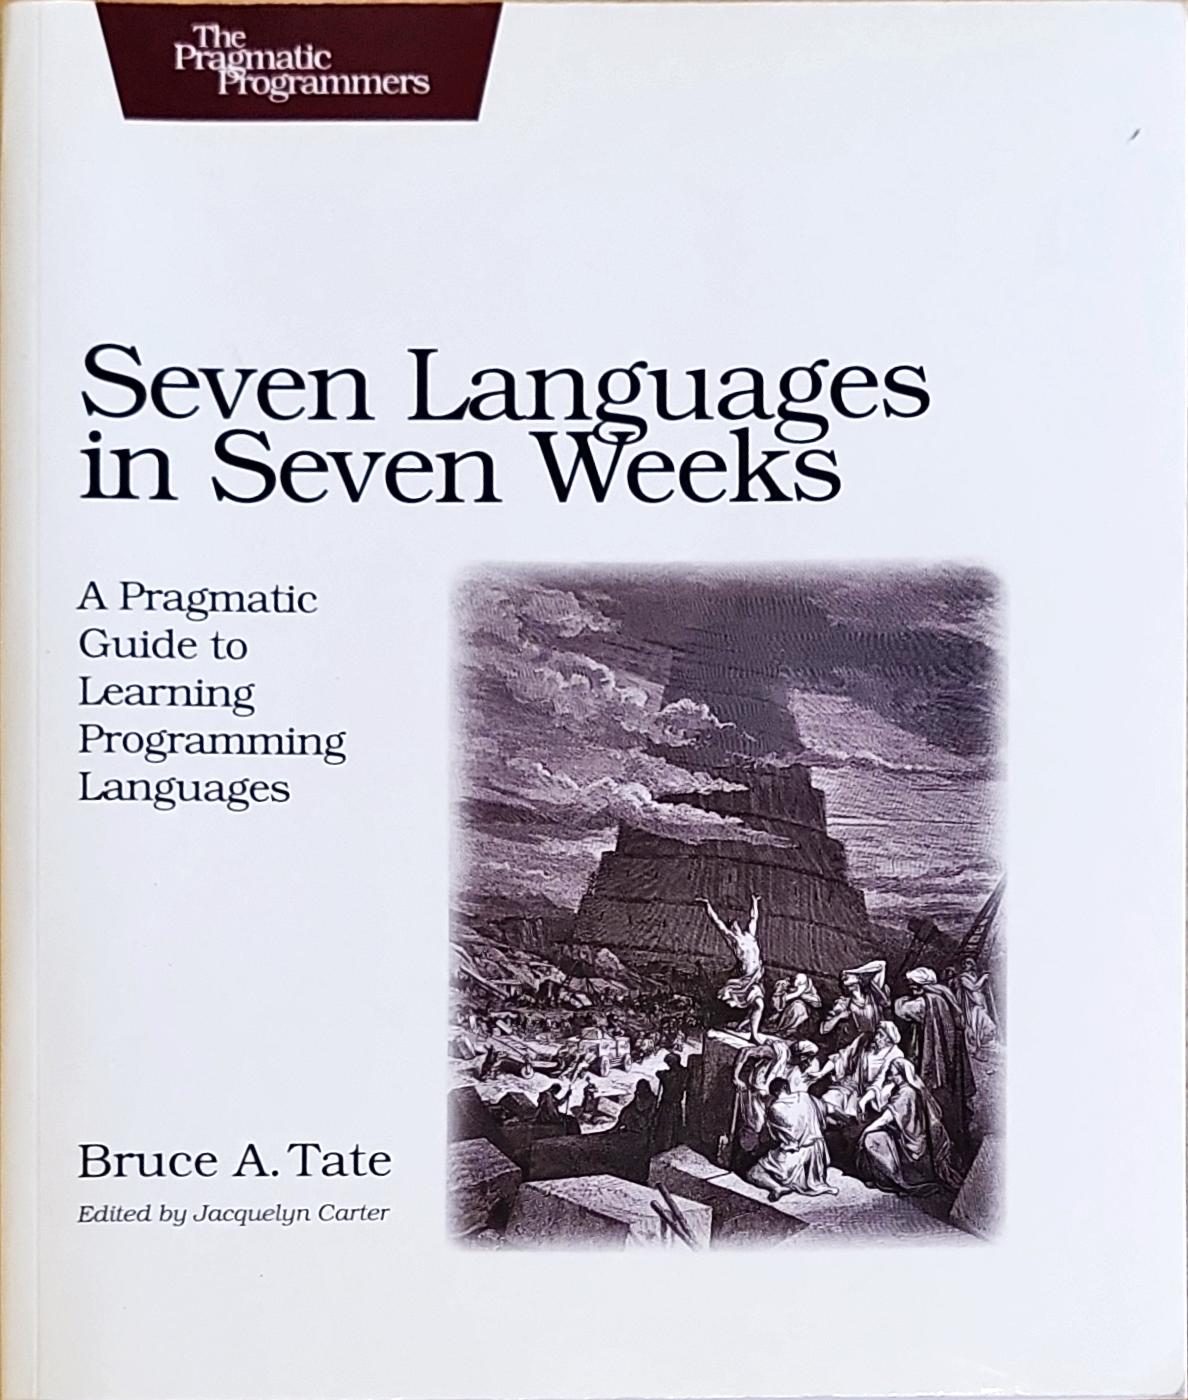 The
Pragmatic
Programmers
Seven Languages
in Seven Weeks
A Pragmatic
Guide to
Learning
Programming
Languages
Bruce A. Tate
Edited by Jacquelyn Carter